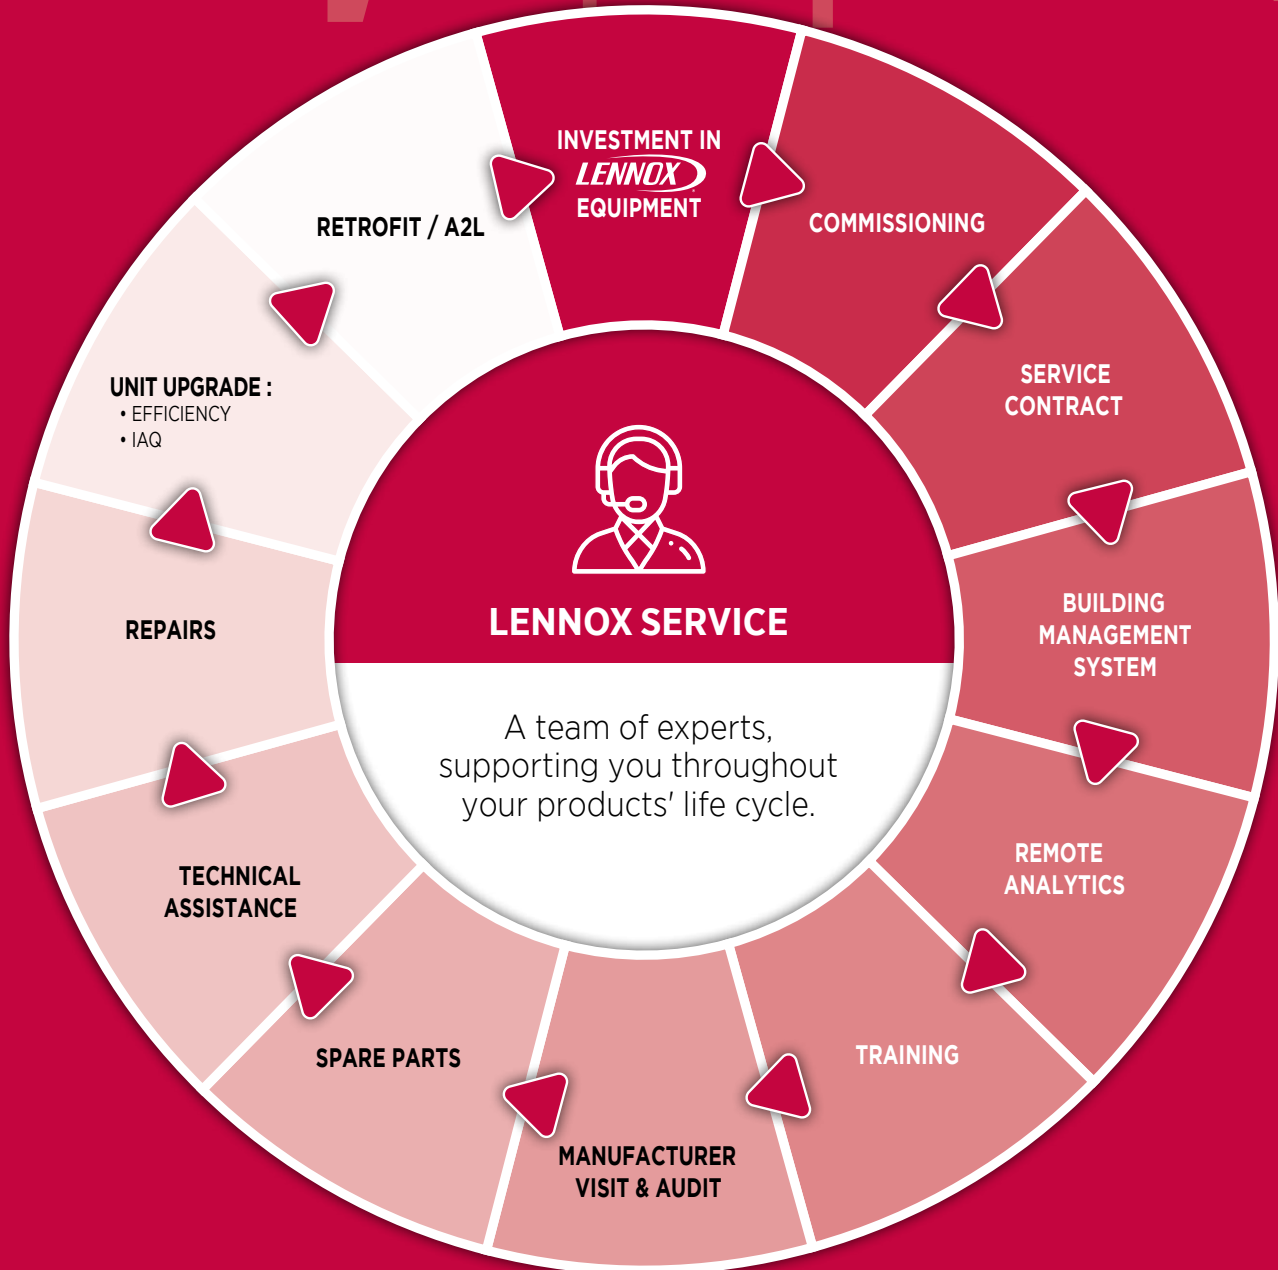 INVESTMENT IN
LENNOX
EQUIPMENT
COMMISSIONING
SERVICE
CONTRACT
BUILDING
MANAGEMENT
SYSTEM
REMOTE
ANALYTICS
TRAINING
MANUFACTURER
VISIT & AUDIT
SPARE PARTS
TECHNICAL
ASSISTANCE
REPAIRS
UNIT UPGRADE :
• EFFICIENCY
• IAQ
RETROFIT / A2L
LENNOX SERVICE
A team of experts,
supporting you throughout
your products' life cycle.